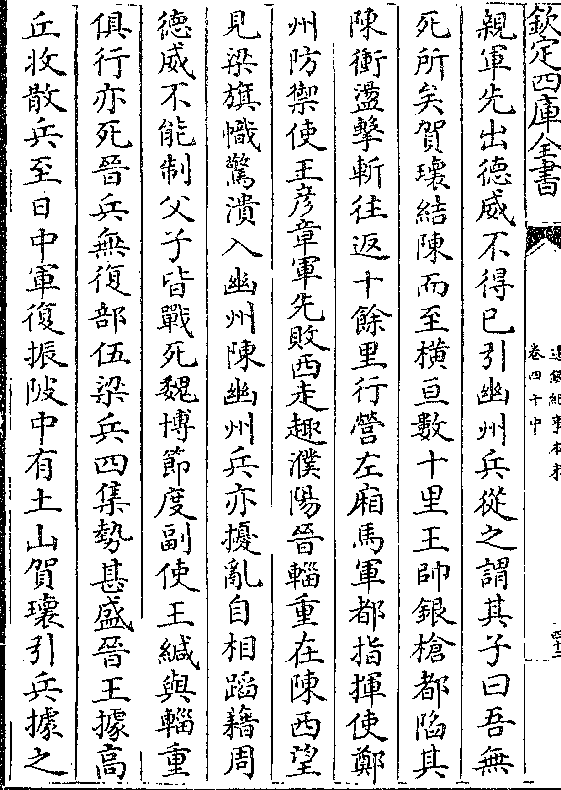 欽定四庫全書
通鑑紀事本末
卷四十中
親軍先出德威不得已引幽州兵從之謂其子曰吾無
死所矣賀瓌結陳而至橫亘數十里王帥銀槍都陷其
陳衝盪擊斬往返十餘里行營左廂馬軍都指揮使鄭
州防禦使王彦章軍先敗西走趣濮陽晉輜重在陳西望
見梁旗幟驚潰入幽州陳幽州兵亦擾亂自相蹈藉周
德威不能制父子皆戰死魏博節度副使王緘與輜重
俱行亦死晉兵無復部伍梁兵四集勢甚盛晉王據高
丘收散兵至日中軍復振陂中有土山賀瓌引兵據之